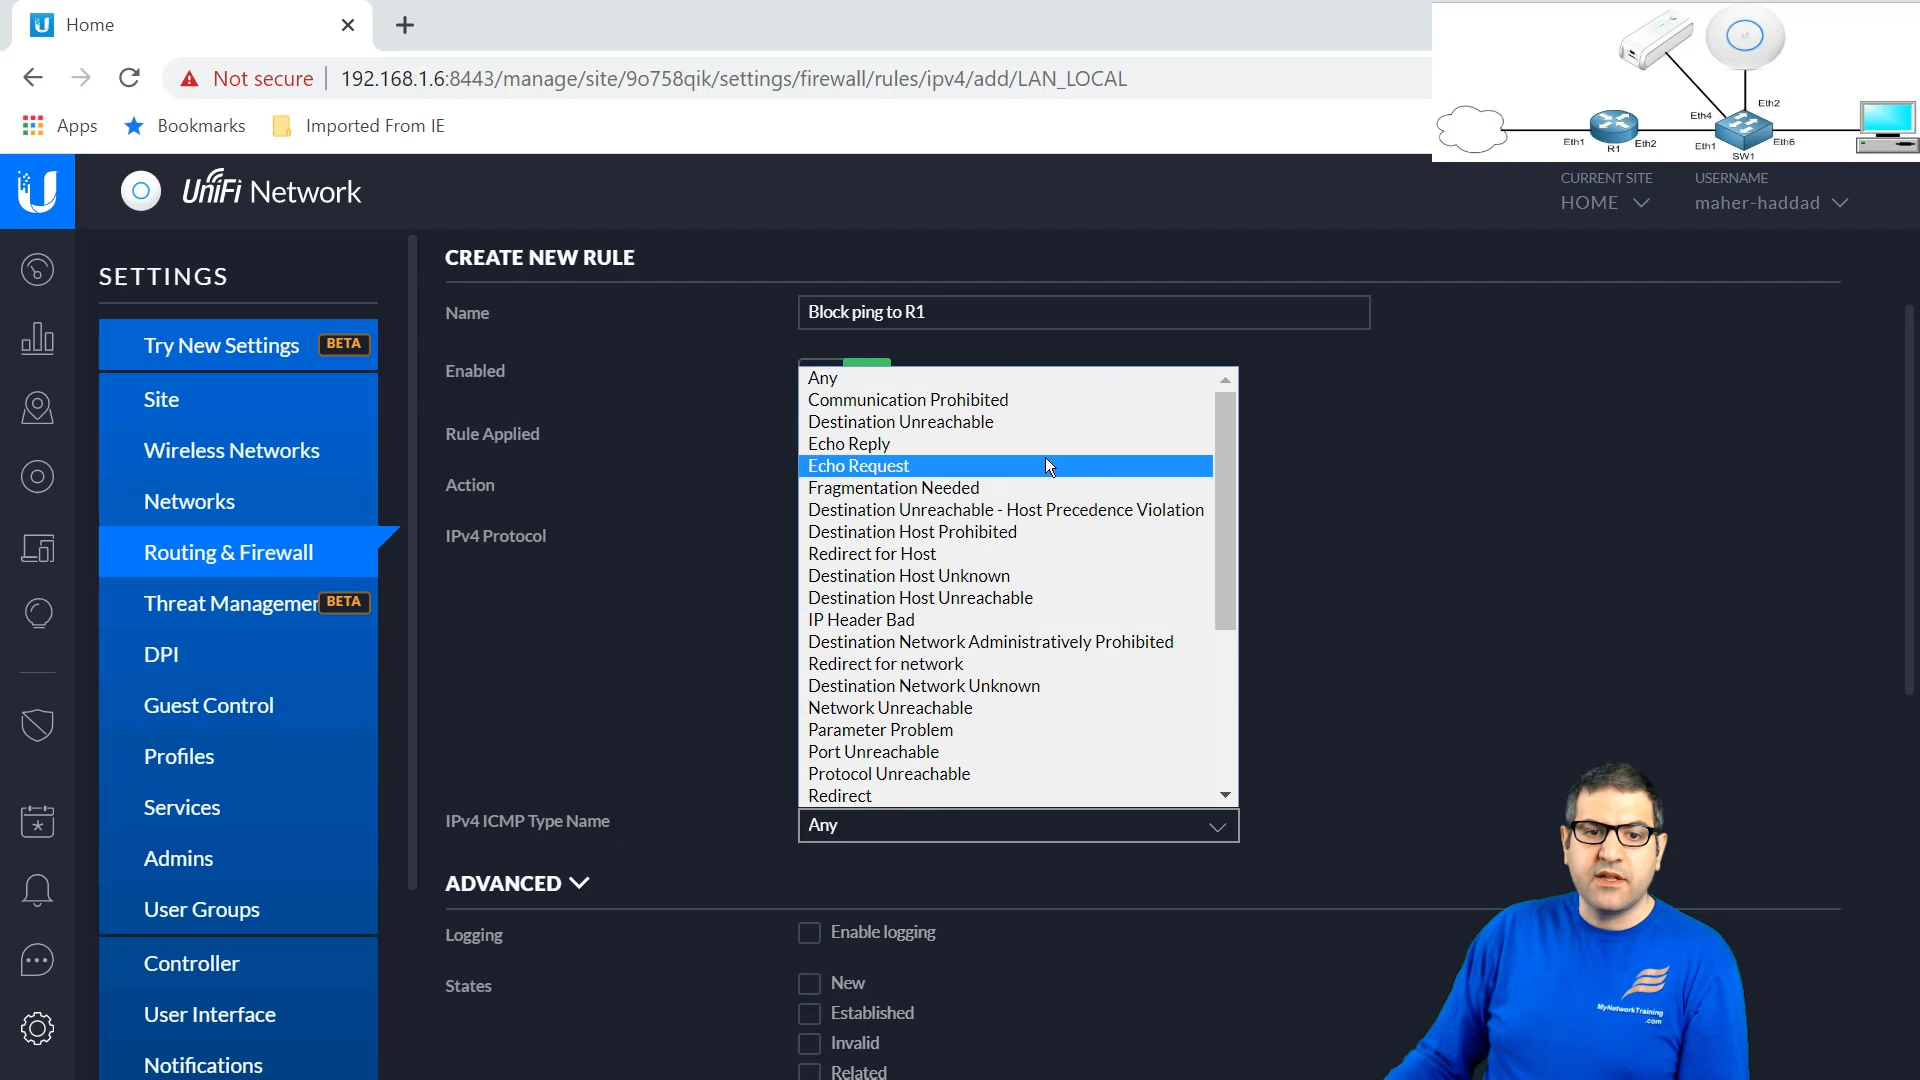 Home
Not secure
192.168.1.6:8443/manage/site/9o758qik/settings/firewall/rules/ipv4/add/LAN_LOCAL
Apps
Bookmarks
Imported From IE
Eth1
R1
Eth2
Eth4
Eth2
Eth1
SW1
Eth6
U
UniFi Network
CURRENT SITE
HOME
USERNAME
maher-haddad
SETTINGS
Try New Settings BETA
Site
Wireless Networks
Networks
Routing & Firewall
Threat Managemer BETA
DPI
Guest Control
Profiles
Services
Admins
User Groups
Controller
User Interface
Notifications
CREATE NEW RULE
Name
Block ping to R1
Enabled
Rule Applied
Action
IPv4 Protocol
Any
Communication Prohibited
Destination Unreachable
Echo Reply
Echo Request
Fragmentation Needed
Destination Unreachable - Host Precedence Violation
Destination Host Prohibited
Redirect for Host
Destination Host Unknown
Destination Host Unreachable
IP Header Bad
Destination Network Administratively Prohibited
Redirect for network
Destination Network Unknown
Network Unreachable
Parameter Problem
Port Unreachable
Protocol Unreachable
Redirect
IPv4 ICMP Type Name
Any
ADVANCED
Logging
Enable logging
States
New
Established
Invalid
Related
MyNetworkTraining
.com